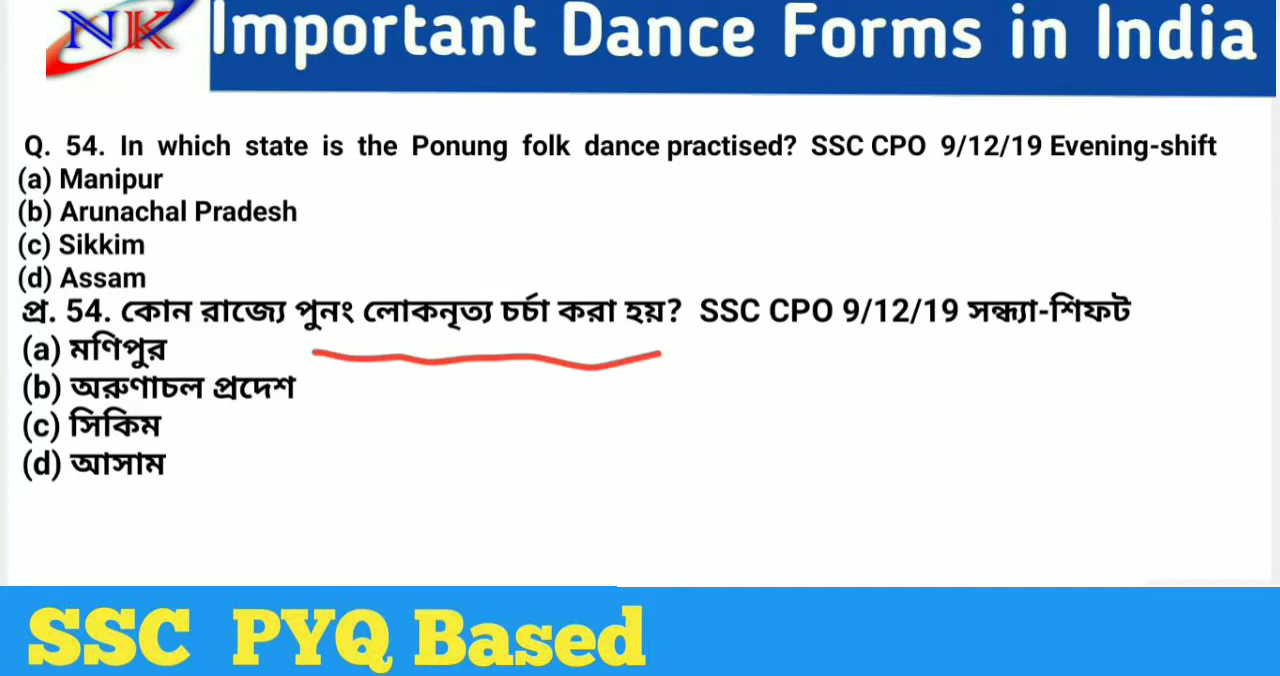 NK Important Dance Forms in India
Q. 54. In which state is the Ponung folk dance practised? SSC CPO 9/12/19 Evening-shift
(a) Manipur
(b) Arunachal Pradesh
(c) Sikkim
(d) Assam
প্র. 54. কোন রাজ্যে পুনং লোকনৃত্য চর্চা করা হয়? SSC CPO 9/12/19 সন্ধ্যা-শিফট
(a) মণিপুর
(b) অরুণাচল প্রদেশ
(c) সিকিম
(d) আসাম
SSC PYQ Based